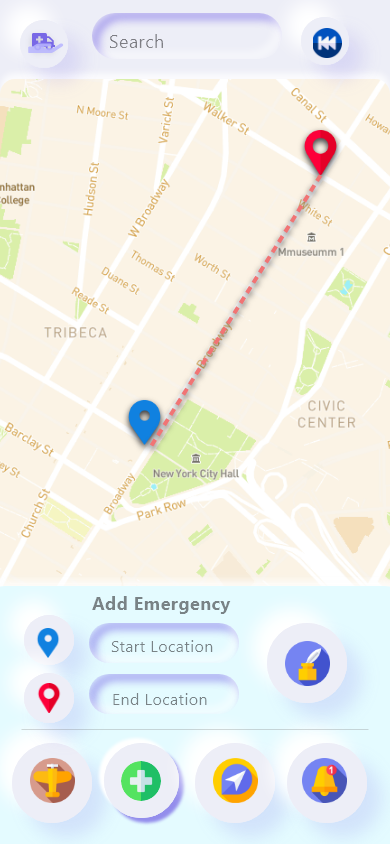 Search
Canal St
N Moore St
Varick St
Walker St
Howa
nhattan
College
Hudson St
W Broadway
White St
Mmuseumm 1
Thomas St
Worth St
Duane St
Reade St
TRIBECA
Broadway
CIVIC
CENTER
Barclay St
ey St
New York City Hall
Broadway
Church St
Park Row
Add Emergency
Start Location
End Location
1